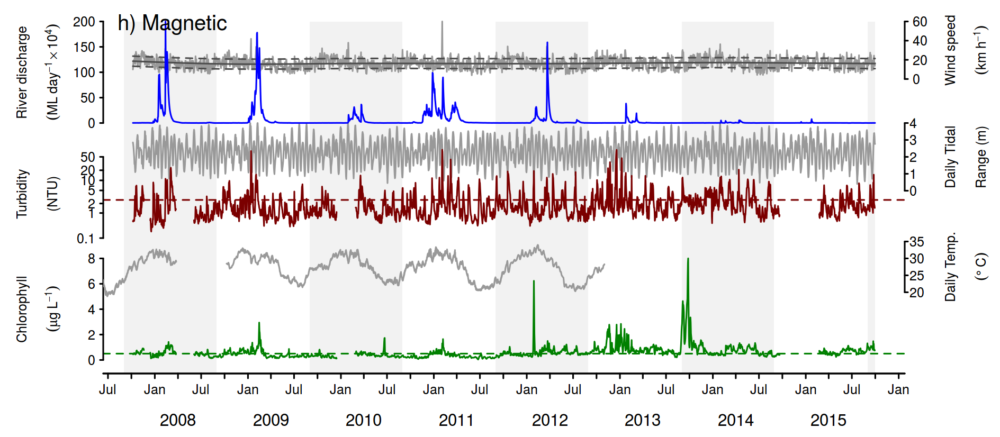 h) Magnetic
River discharge
(ML day⁻¹ × 10⁴)
200
150
100
50
0
Wind speed
(km h⁻¹)
60
40
20
0
Daily Tidal
Range (m)
4
3
2
1
0
Turbidity
(NTU)
50
20
10
5
2
1
0.1
Daily Temp.
(° C)
35
30
25
20
Chlorophyll
(μg L⁻¹)
8
6
4
2
0
Jul Jan Jul Jan Jul Jan Jul Jan Jul Jan Jul Jan Jul Jan Jul Jan Jul Jan
2008 2009 2010 2011 2012 2013 2014 2015